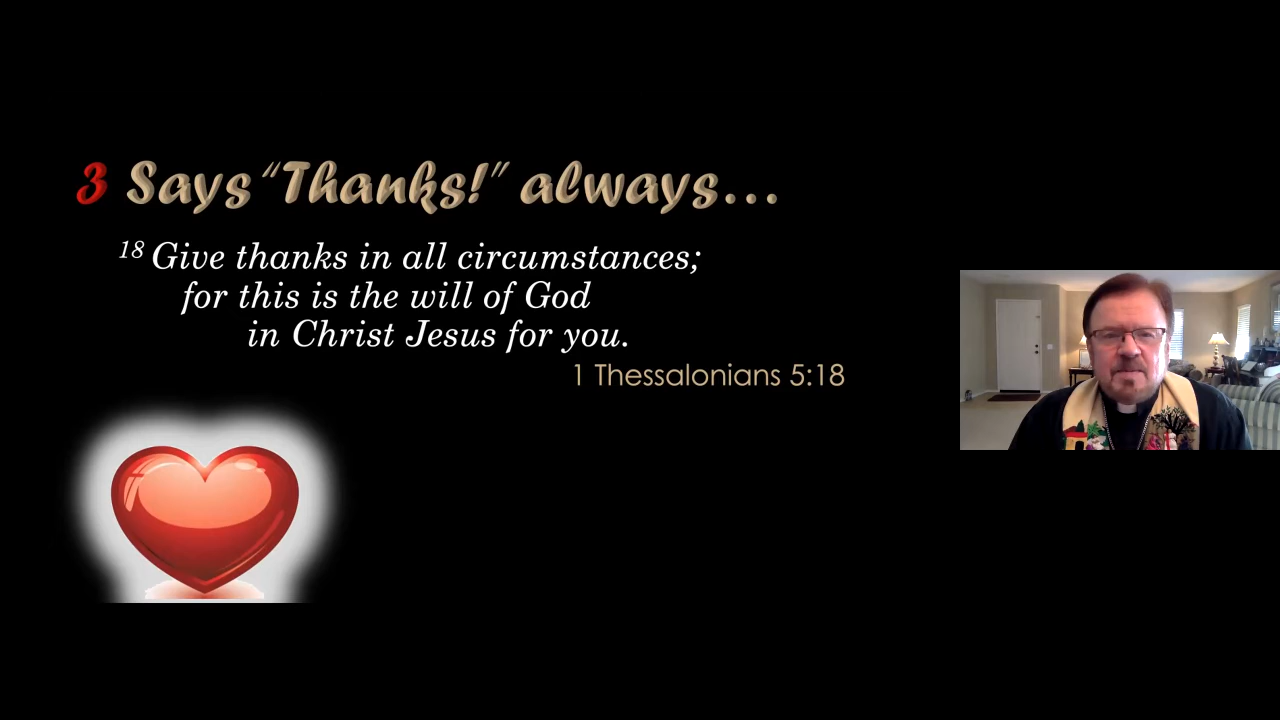 3 Says “Thanks!” always...
18 Give thanks in all circumstances;
for this is the will of God
in Christ Jesus for you.
1 Thessalonians 5:18